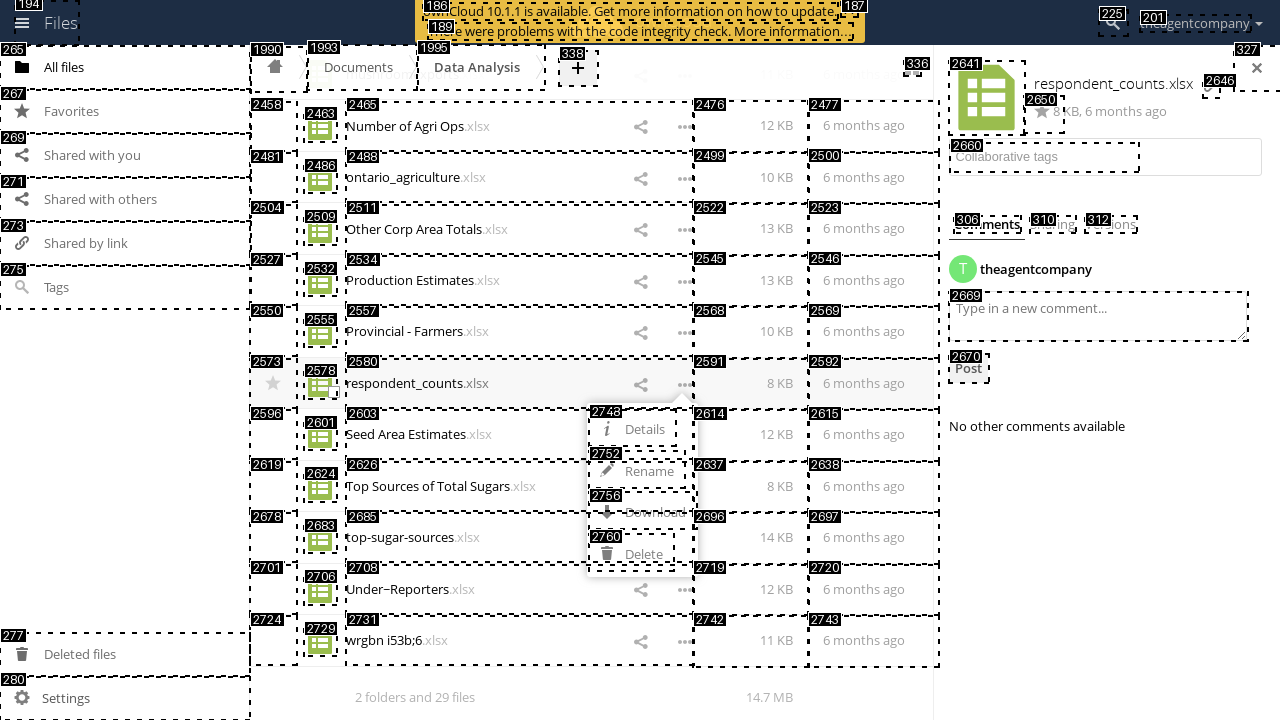 194
Files
186
ownCloud 10.1.1 is available. Get more information on how to update.
187
189
There were problems with the code integrity check. More information…
225
201
theagentcompany
265
All files
267
Favorites
269
Shared with you
271
Shared with others
273
Shared by link
275
Tags
277
Deleted files
280
Settings
1990
1993
Documents
1995
Data Analysis
338
+
336
2458
2463
2465
Number of Agri Ops.xlsx
2476
12 KB
2477
6 months ago
2481
2486
2488
ontario_agriculture.xlsx
2499
10 KB
2500
6 months ago
2504
2509
2511
Other Corp Area Totals.xlsx
2522
13 KB
2523
6 months ago
2527
2532
2534
Production Estimates.xlsx
2545
13 KB
2546
6 months ago
2550
2555
2557
Provincial - Farmers.xlsx
2568
10 KB
2569
6 months ago
2573
2578
2580
respondent_counts.xlsx
2591
8 KB
2592
6 months ago
2596
2601
2603
Seed Area Estimates.xlsx
2614
12 KB
2615
6 months ago
2619
2624
2626
Top Sources of Total Sugars.xlsx
2637
8 KB
2638
6 months ago
2678
2683
2685
top-sugar-sources.xlsx
2696
14 KB
2697
6 months ago
2701
2706
2708
Under~Reporters.xlsx
2719
12 KB
2720
6 months ago
2724
2729
2731
wrgbn i53b;6.xlsx
2742
11 KB
2743
6 months ago
2748
Details
2752
Rename
2756
Download
2760
Delete
2 folders and 29 files
14.7 MB
327
×
2641
respondent_counts.xlsx
2646
2650
8 KB, 6 months ago
2660
Collaborative tags
306
Comments
310
Sharing
312
Versions
T
theagentcompany
2669
Type in a new comment...
2670
Post
No other comments available